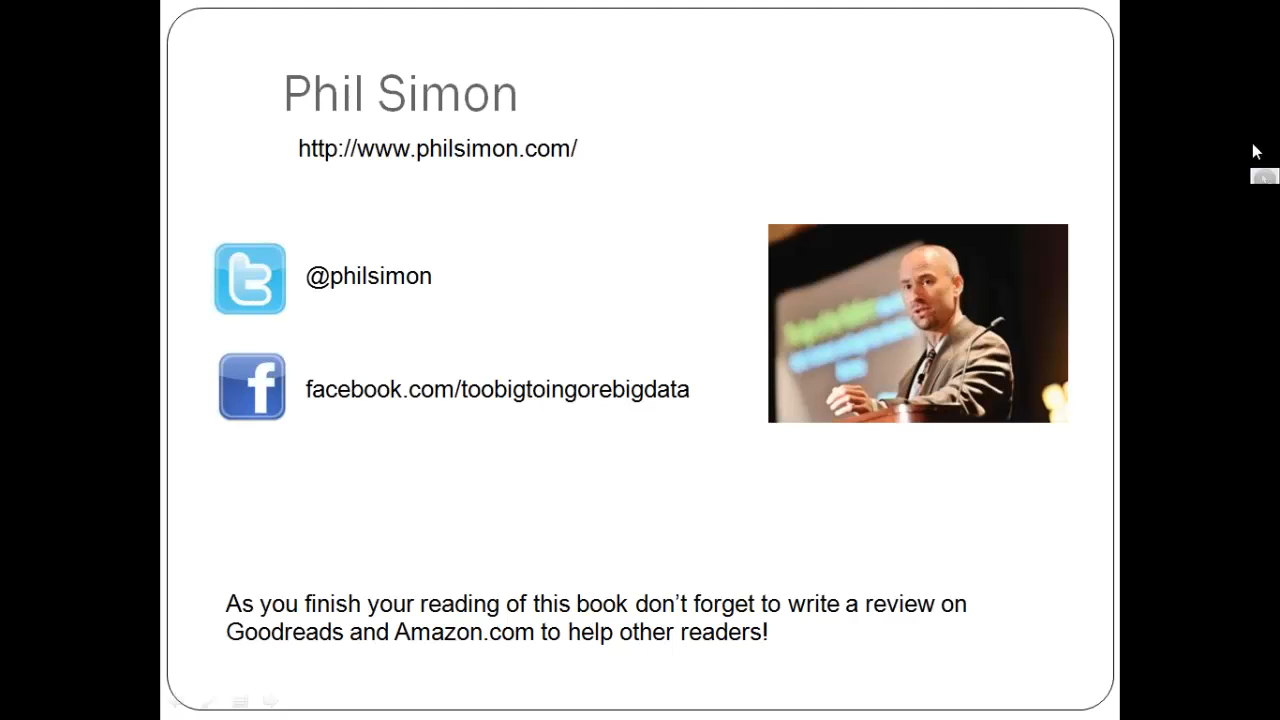 Phil Simon
http://www.philsimon.com/
@philsimon
facebook.com/toobigtoingorebigdata
As you finish your reading of this book don’t forget to write a review on
Goodreads and Amazon.com to help other readers!